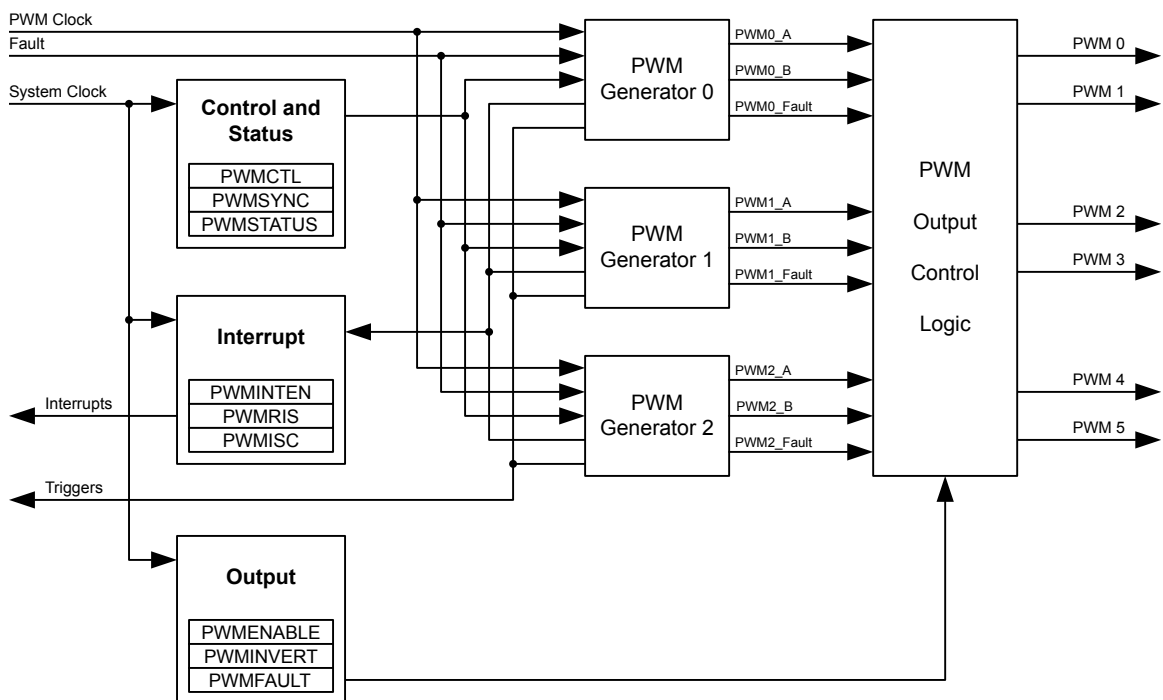 PWM Clock
Fault
System Clock
Control and
Status
PWMCTL
PWMSYNC
PWMSTATUS
Interrupt
PWMINTEN
PWMRIS
PWMISC
Interrupts
Triggers
Output
PWMENABLE
PWMINVERT
PWMFAULT
PWM
Generator 0
PWM0_A
PWM0_B
PWM0_Fault
PWM
Generator 1
PWM1_A
PWM1_B
PWM1_Fault
PWM
Generator 2
PWM2_A
PWM2_B
PWM2_Fault
PWM
Output
Control
Logic
PWM 0
PWM 1
PWM 2
PWM 3
PWM 4
PWM 5